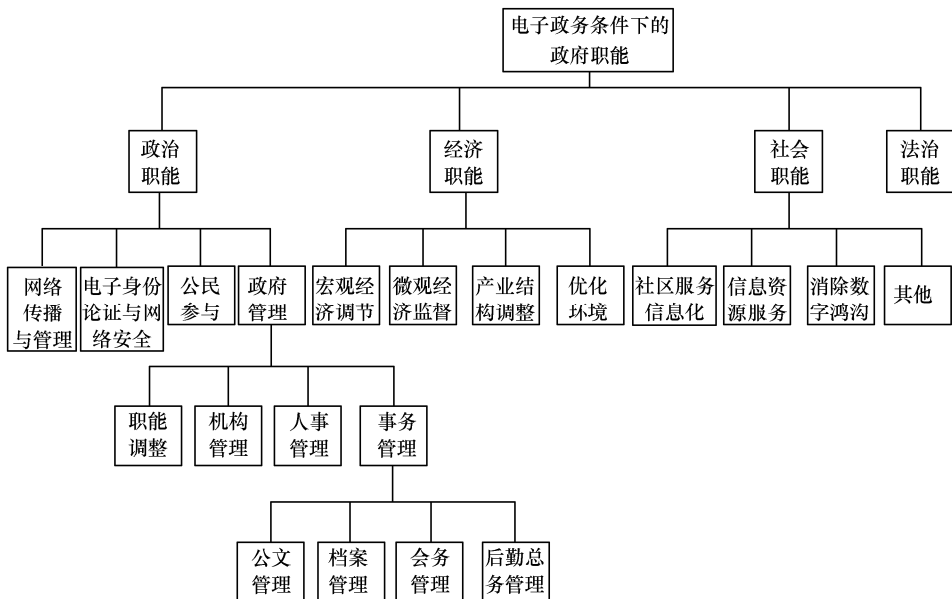 电子政务条件下的
政府职能
政治
职能
经济
职能
社会
职能
法治
职能
网络
传播
与管理
电子身份
论证与网
络安全
公民
参与
政府
管理
宏观经
济调节
微观经
济监督
产业结
构调整
优化
环境
社区服务
信息化
信息资
源服务
消除数
字鸿沟
其他
职能
调整
机构
管理
人事
管理
事务
管理
公文
管理
档案
管理
会务
管理
后勤总
务管理